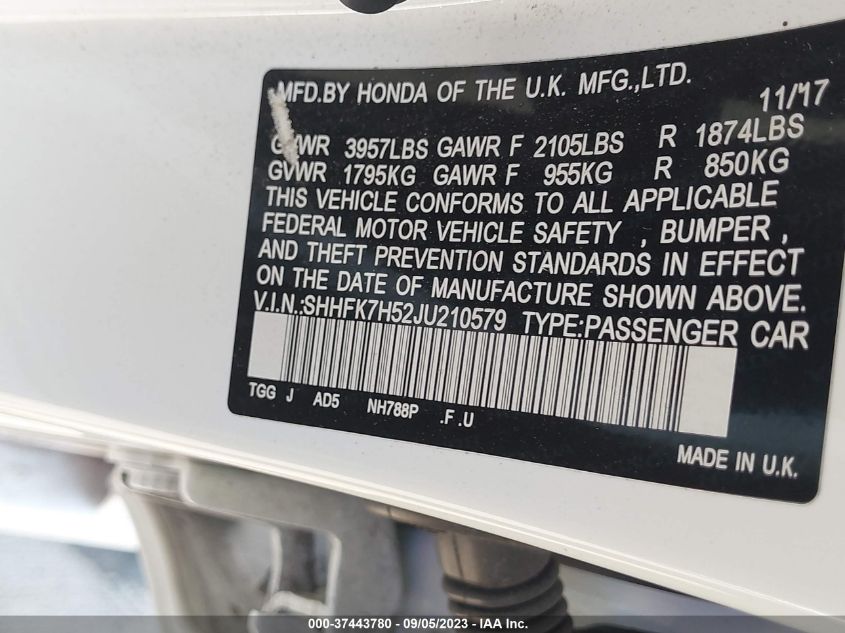 MFD.BY HONDA OF THE U.K. MFG.,LTD.
11/17
GVWR 3957LBS GAWR F 2105LBS R 1874LBS
GVWR 1795KG GAWR F 955KG R 850KG
THIS VEHICLE CONFORMS TO ALL APPLICABLE
FEDERAL MOTOR VEHICLE SAFETY , BUMPER ,
AND THEFT PREVENTION STANDARDS IN EFFECT
ON THE DATE OF MANUFACTURE SHOWN ABOVE.
V.I.N.:SHHFK7H52JU210579 TYPE:PASSENGER CAR
TGG J AD5 NH788P .F .U
MADE IN U.K.
000-37443780 - 09/05/2023 - IAA Inc.